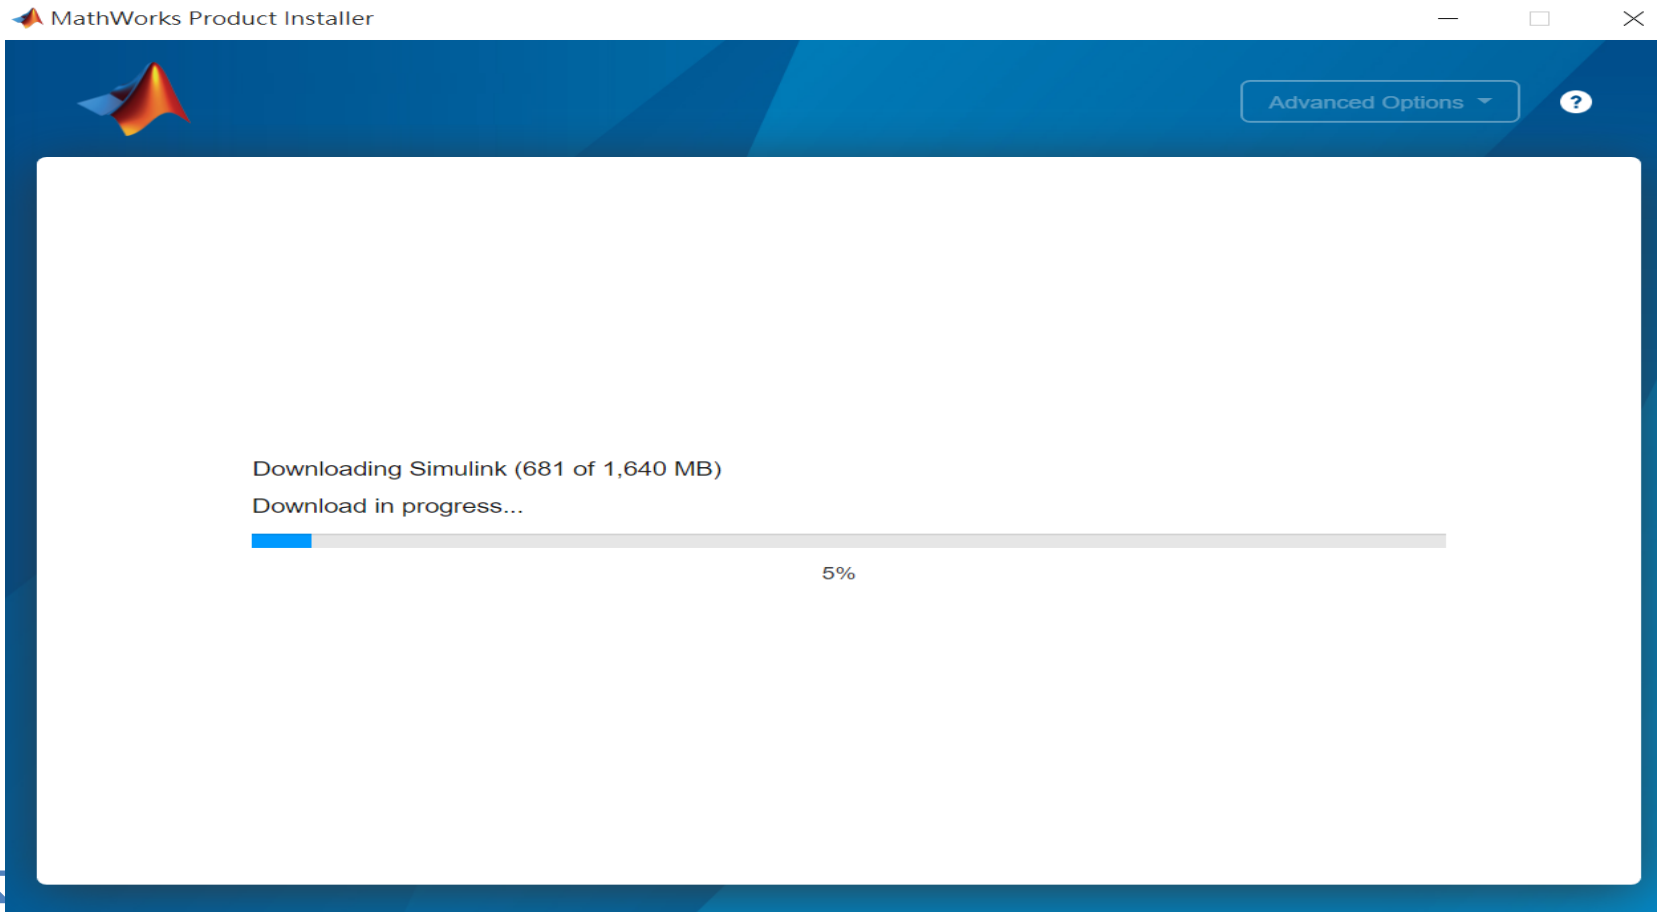 MathWorks Product Installer
Advanced Options
?
Downloading Simulink (681 of 1,640 MB)
Download in progress...
5%